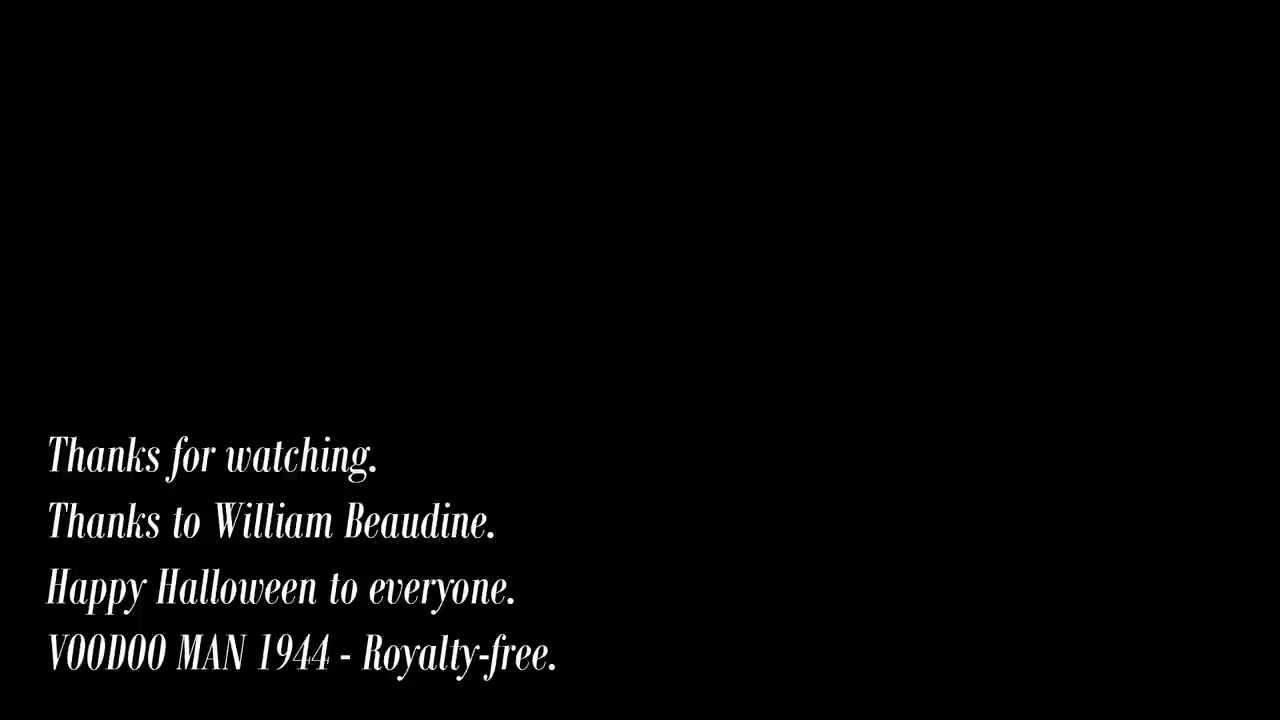 Thanks for watching.
Thanks to William Beaudine.
Happy Halloween to everyone.
VOODOO MAN 1944 - Royalty-free.